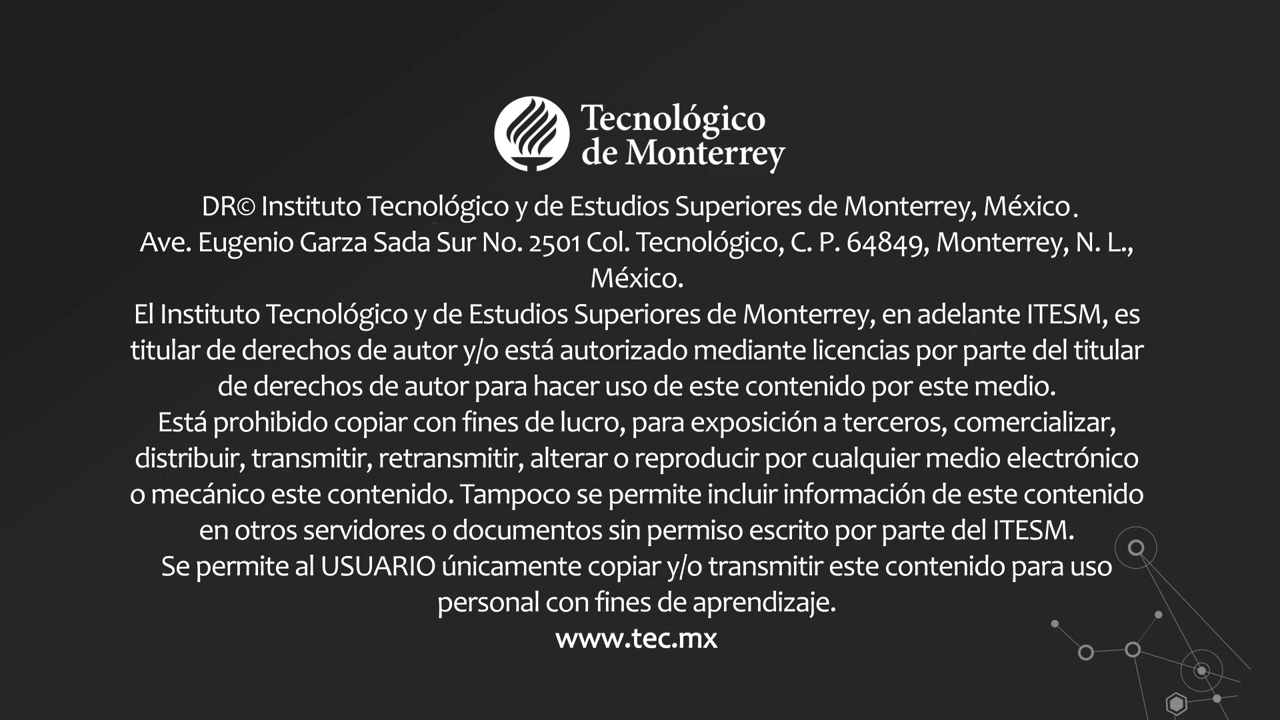 Tecnológico
de Monterrey
DR© Instituto Tecnológico y de Estudios Superiores de Monterrey, México.
Ave. Eugenio Garza Sada Sur No. 2501 Col. Tecnológico, C. P. 64849, Monterrey, N. L.,
México.
El Instituto Tecnológico y de Estudios Superiores de Monterrey, en adelante ITESM, es
titular de derechos de autor y/o está autorizado mediante licencias por parte del titular
de derechos de autor para hacer uso de este contenido por este medio.
Está prohibido copiar con fines de lucro, para exposición a terceros, comercializar,
distribuir, transmitir, retransmitir, alterar o reproducir por cualquier medio electrónico
o mecánico este contenido. Tampoco se permite incluir información de este contenido
en otros servidores o documentos sin permiso escrito por parte del ITESM.
Se permite al USUARIO únicamente copiar y/o transmitir este contenido para uso
personal con fines de aprendizaje.
www.tec.mx